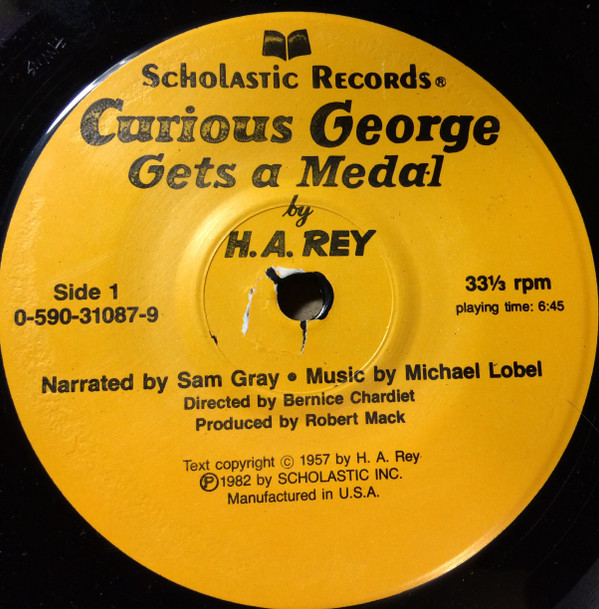 Scholastic Records®
Curious George
Gets a Medal
by
H. A. REY
Side 1
0-590-31087-9
33⅓ rpm
playing time: 6:45
Narrated by Sam Gray • Music by Michael Lobel
Directed by Bernice Chardiet
Produced by Robert Mack
Text copyright © 1957 by H. A. Rey
Ⓟ1982 by SCHOLASTIC INC.
Manufactured in U.S.A.